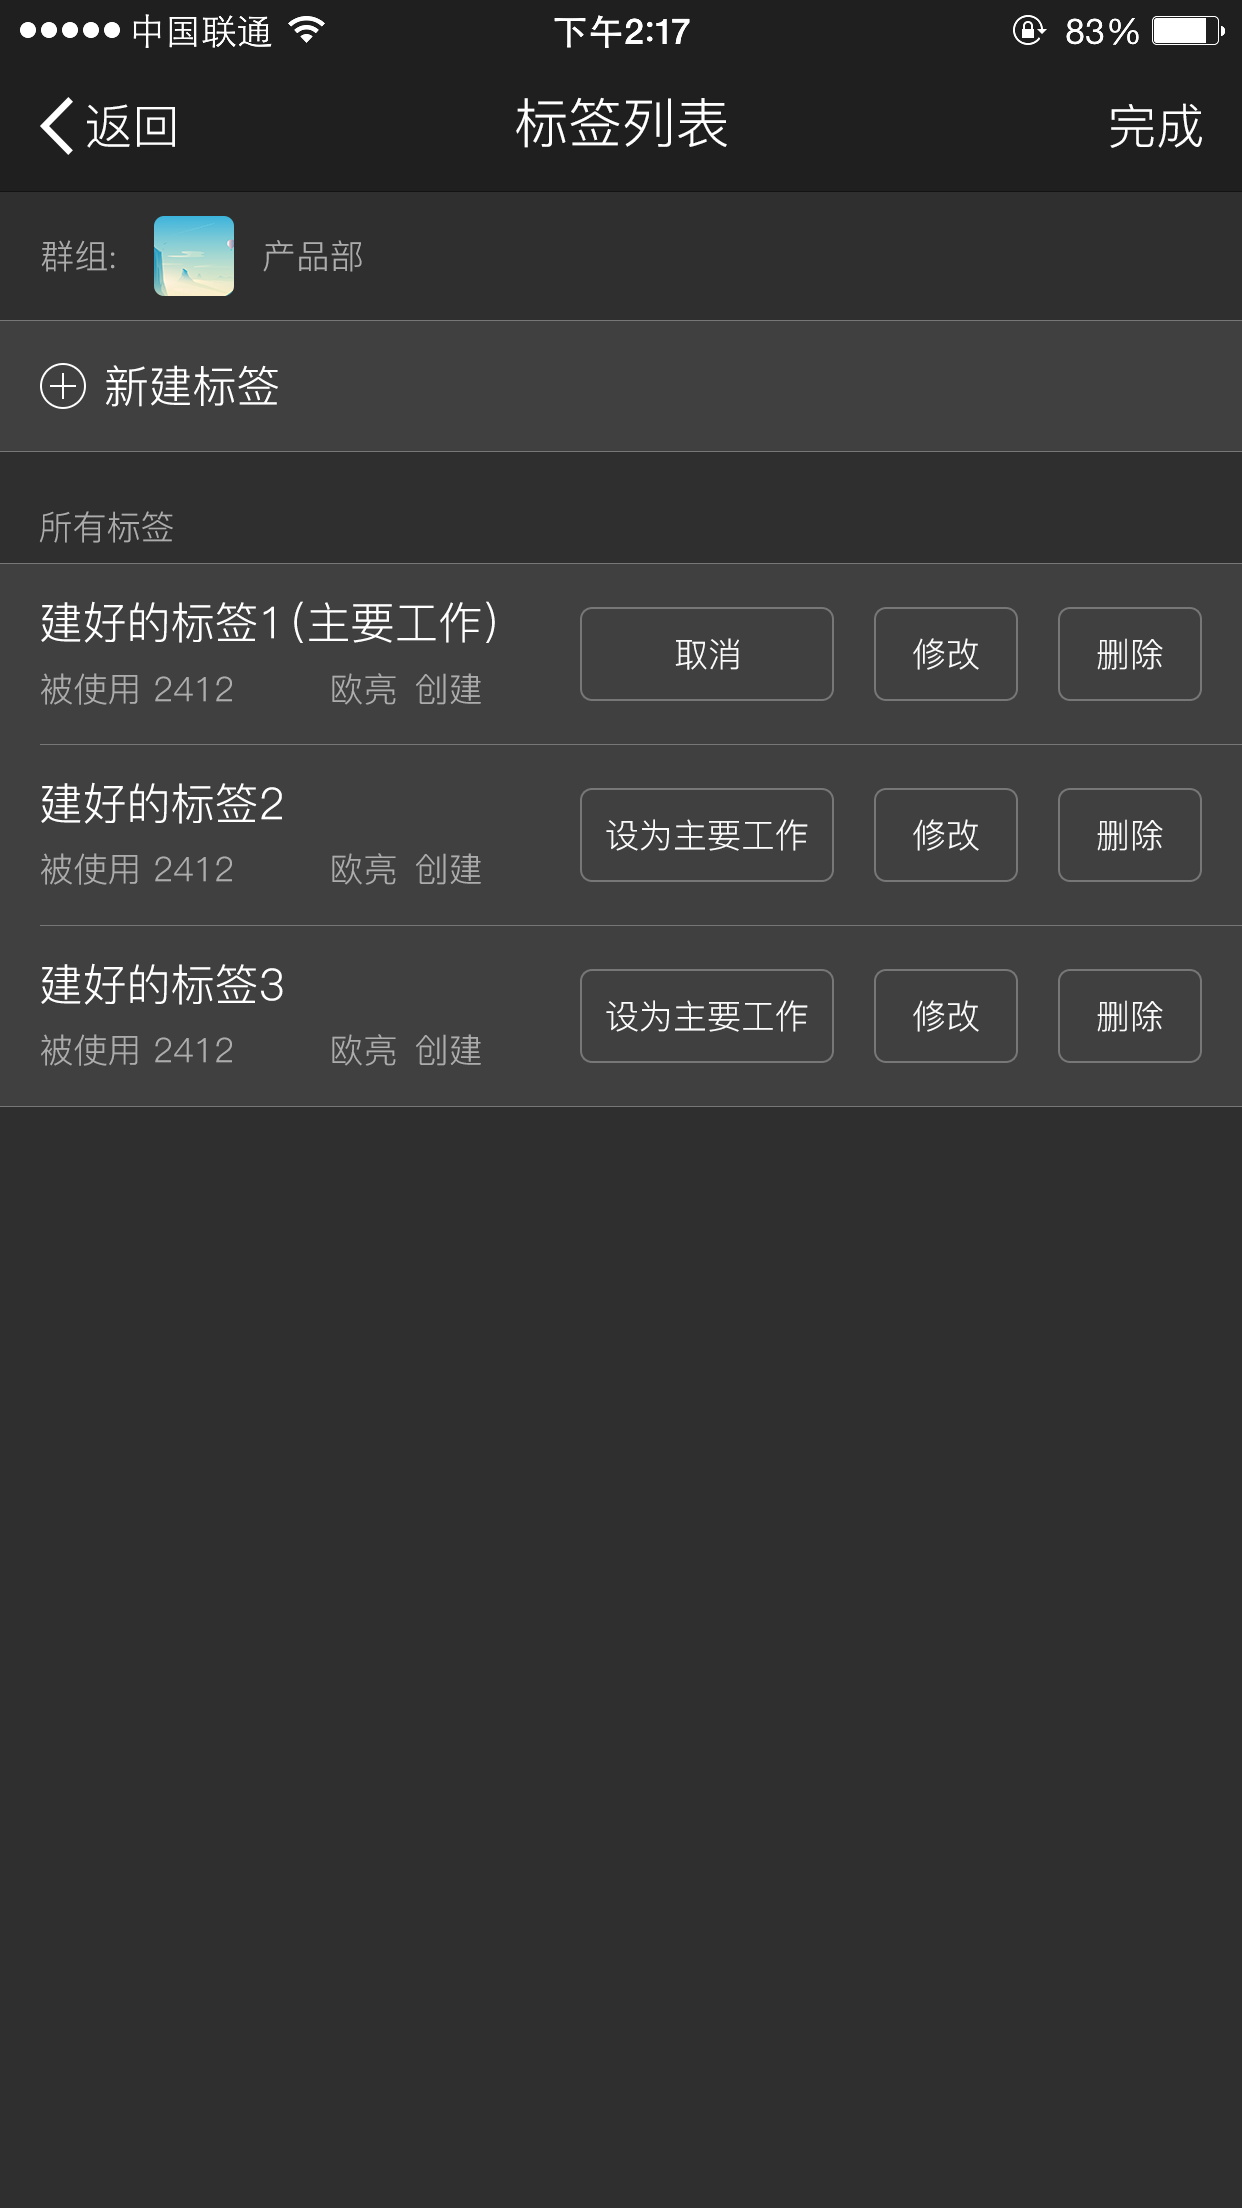 中国联通 下午2:17 83%
返回 标签列表 完成
群组: 产品部
新建标签
所有标签
建好的标签1(主要工作)
被使用 2412 欧亮 创建
取消 修改 删除
建好的标签2
被使用 2412 欧亮 创建
设为主要工作 修改 删除
建好的标签3
被使用 2412 欧亮 创建
设为主要工作 修改 删除